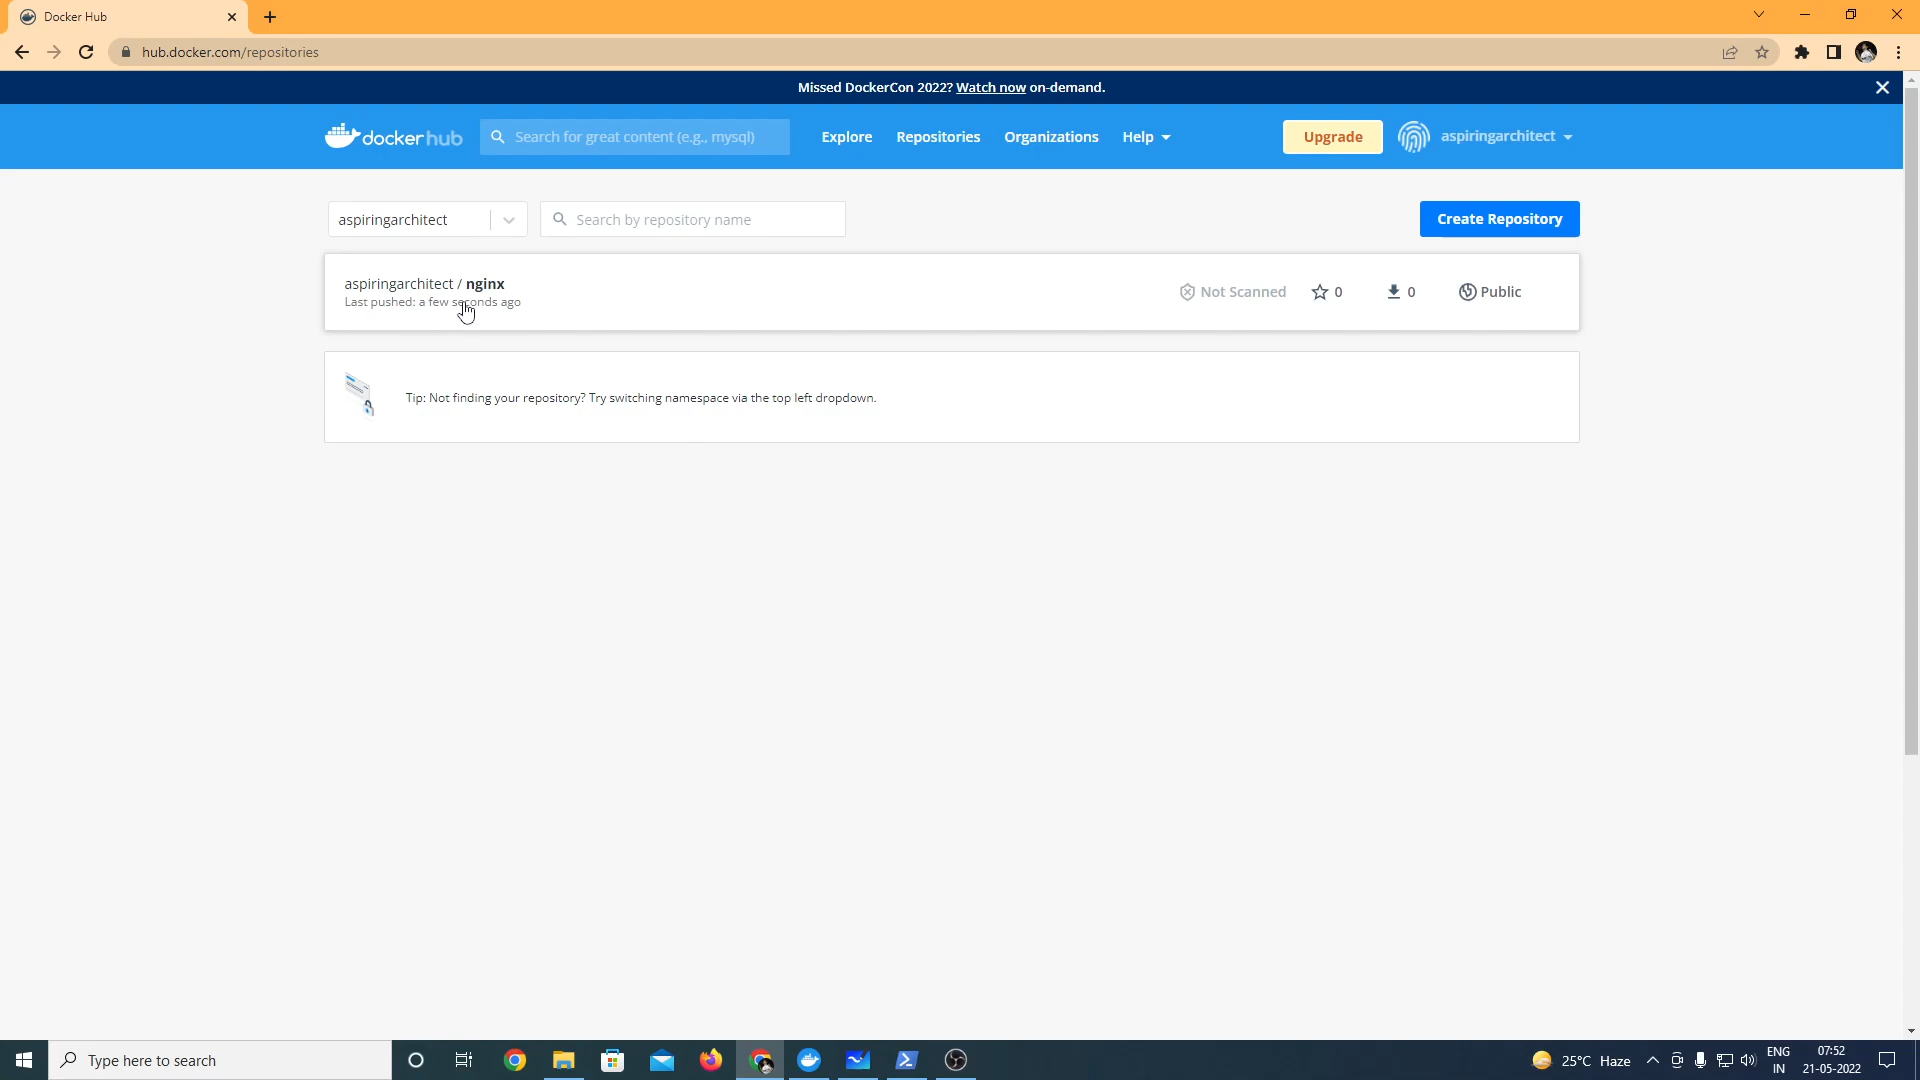 Docker Hub
hub.docker.com/repositories
Missed DockerCon 2022? Watch now on-demand.
dockerhub
Search for great content (e.g., mysql)
Explore
Repositories
Organizations
Help
Upgrade
aspiringarchitect
aspiringarchitect
Search by repository name
Create Repository
aspiringarchitect / nginx
Last pushed: a few seconds ago
Not Scanned
0
0
Public
Tip: Not finding your repository? Try switching namespace via the top left dropdown.
Type here to search
25°C Haze
ENG
IN
07:52
21-05-2022